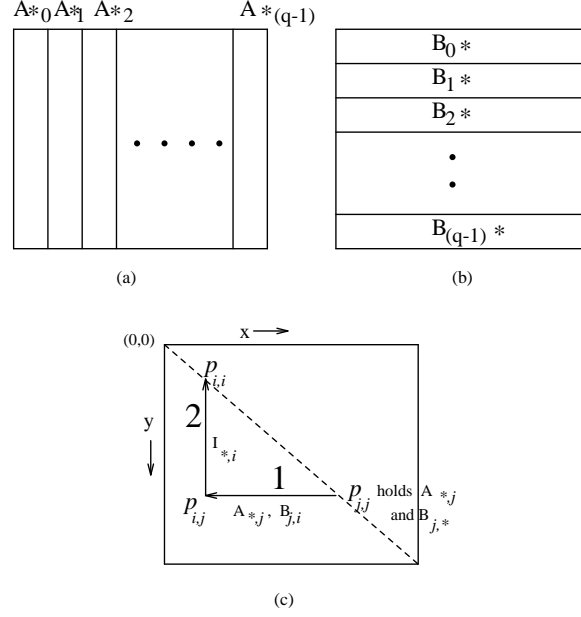 A*0 A*1 A*2 A*(q-1)
B0*
B1*
B2*
B(q-1)*
(a)
(b)
x
(0,0)
pi,i
2
y
I*,i
1
pj,j holds A*,j
and Bj,*
pi,j
A*,j, Bj,i
(c)